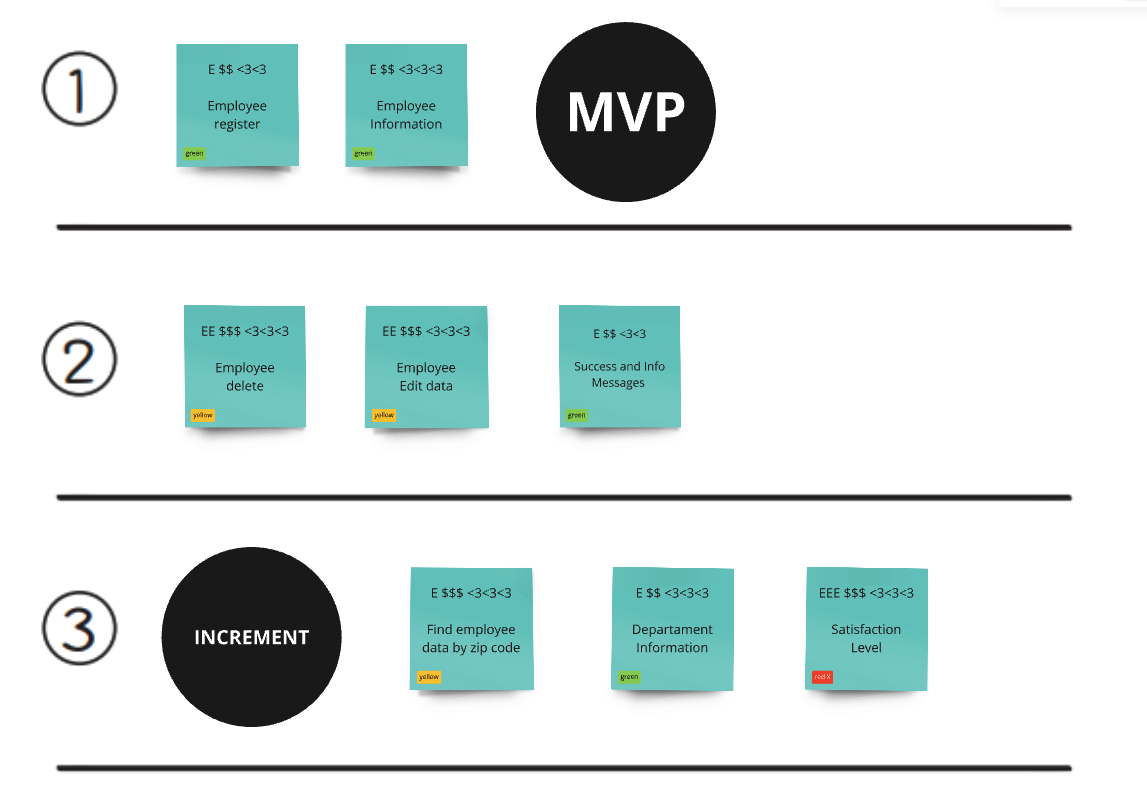 1
E $$ <3<3
Employee
register
green
E $$ <3<3<3
Employee
Information
green
MVP
2
EE $$$ <3<3<3
Employee
delete
yellow
EE $$$ <3<3<3
Employee
Edit data
yellow
E $$ <3<3
Success and Info
Messages
green
3
INCREMENT
E $$$ <3<3<3
Find employee
data by zip code
yellow
E $$ <3<3<3
Departament
Information
green
EEE $$$ <3<3<3
Satisfaction
Level
red X